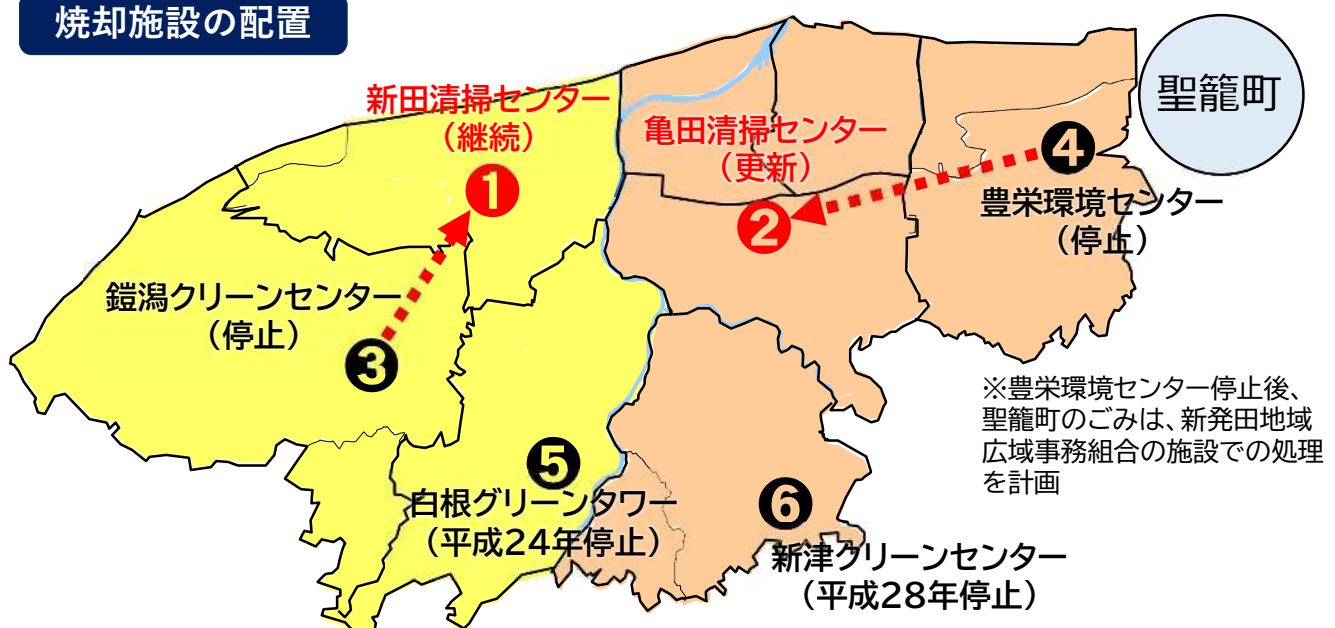 焼却施設の配置
聖籠町
新田清掃センター
(継続)
❶
亀田清掃センター
(更新)
❷
❹
豊栄環境センター
(停止)
鎧潟クリーンセンター
(停止)
❸
❺
白根グリーンタワー
(平成24年停止)
❻
新津クリーンセンター
(平成28年停止)
※豊栄環境センター停止後、
聖籠町のごみは、新発田地域
広域事務組合の施設での処理
を計画